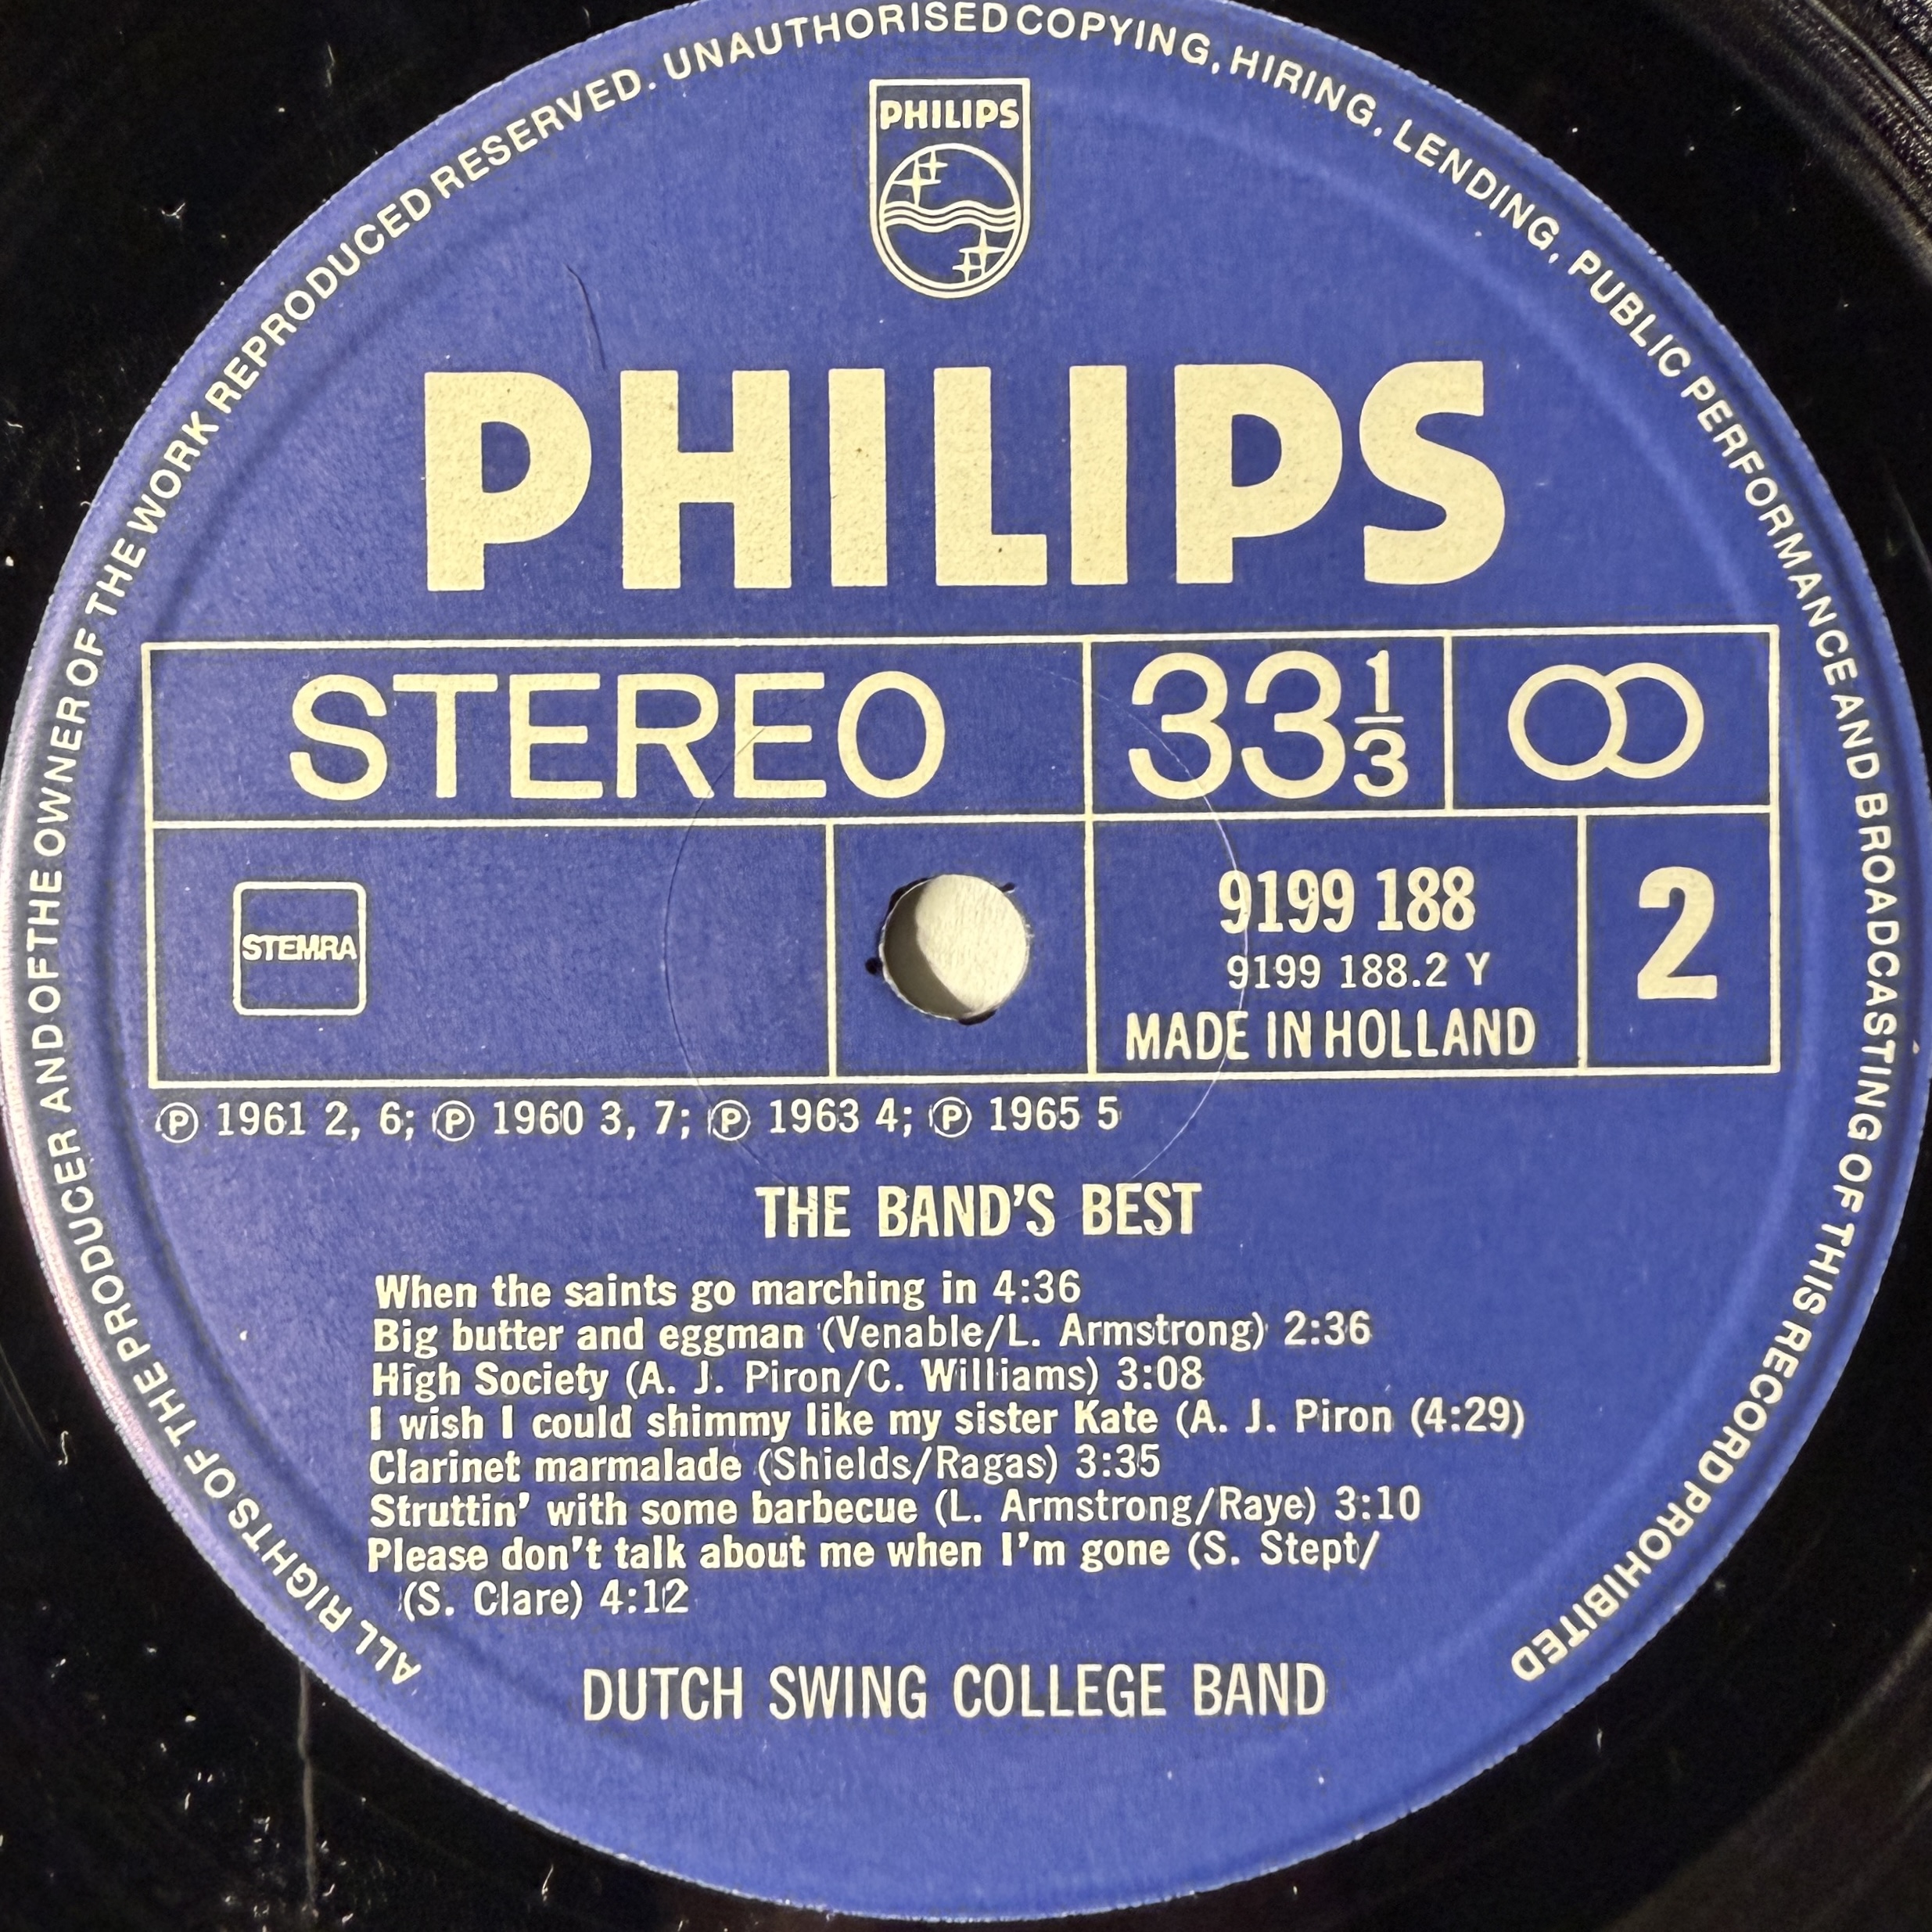 ALL RIGHTS OF THE PRODUCER AND OF THE OWNER OF THE WORK REPRODUCED RESERVED. UNAUTHORISED COPYING, HIRING, LENDING, PUBLIC PERFORMANCE AND BROADCASTING OF THIS RECORD PROHIBITED
PHILIPS
PHILIPS
STEREO 33 1/3
STEMRA
9199 188
9199 188.2 Y
MADE IN HOLLAND
2
℗ 1961 2, 6; ℗ 1960 3, 7; ℗ 1963 4; ℗ 1965 5
THE BAND'S BEST
When the saints go marching in 4:36
Big butter and eggman (Venable/L. Armstrong) 2:36
High Society (A. J. Piron/C. Williams) 3:08
I wish I could shimmy like my sister Kate (A. J. Piron (4:29)
Clarinet marmalade (Shields/Ragas) 3:35
Struttin' with some barbecue (L. Armstrong/Raye) 3:10
Please don't talk about me when I'm gone (S. Stept/
(S. Clare) 4:12
DUTCH SWING COLLEGE BAND